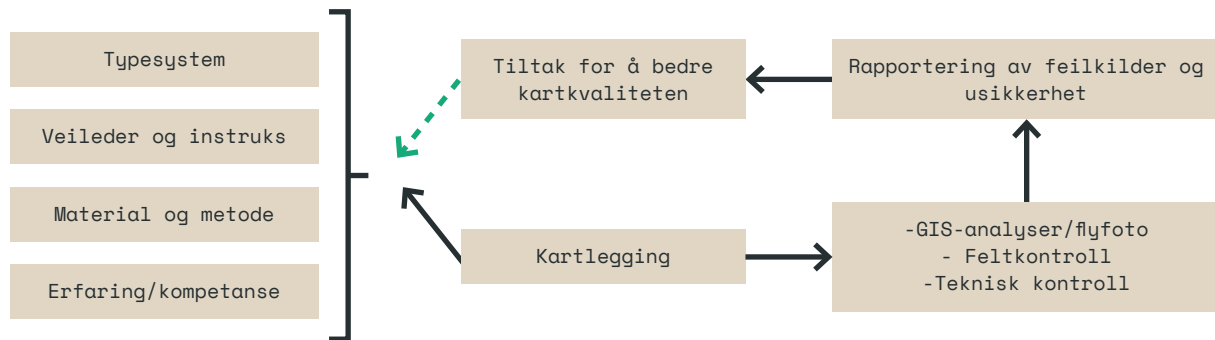 Typesystem
Veileder og instruks
Material og metode
Erfaring/kompetanse
Tiltak for å bedre
kartkvaliteten
Kartlegging
Rapportering av feilkilder og
usikkerhet
-GIS-analyser/flyfoto
- Feltkontroll
-Teknisk kontroll